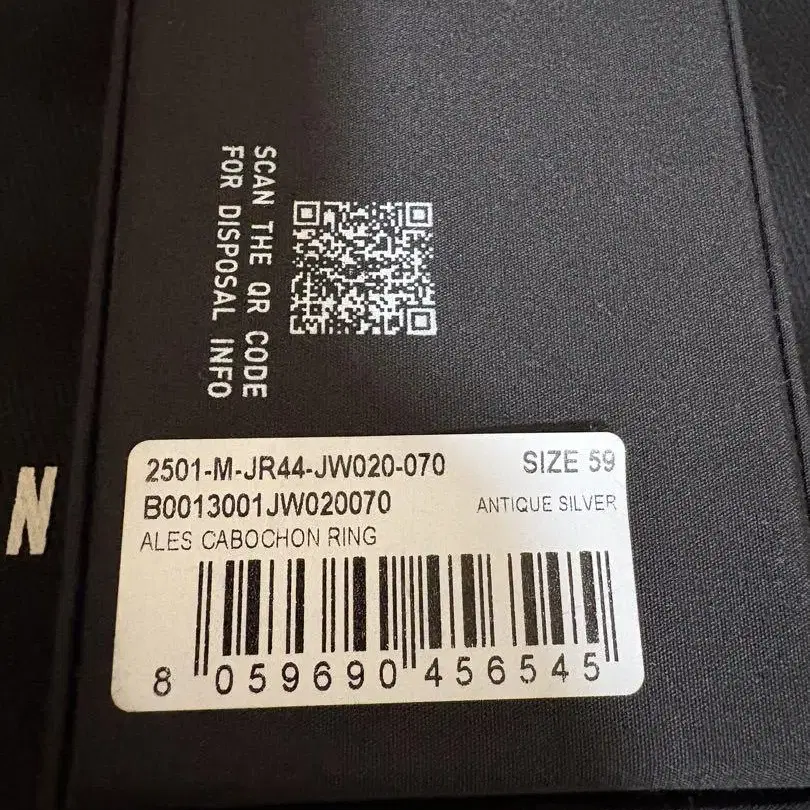 SCAN THE QR CODE
FOR DISPOSAL INFO
N
2501-M-JR44-JW020-070 SIZE 59
B0013001JW020070 ANTIQUE SILVER
ALES CABOCHON RING
8 059690 456545